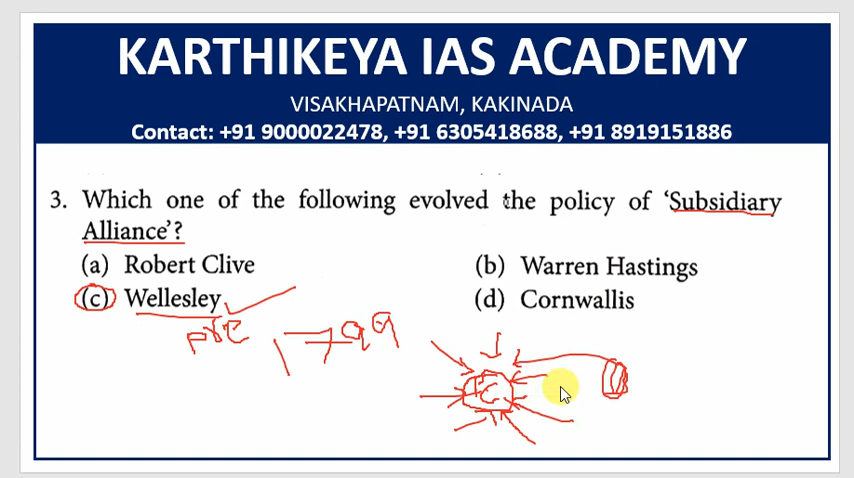 KARTHIKEYA IAS ACADEMY
VISAKHAPATNAM, KAKINADA
Contact: +91 9000022478, +91 6305418688, +91 8919151886
3. Which one of the following evolved the policy of ‘Subsidiary
Alliance’?
(a) Robert Clive
(b) Warren Hastings
(c) Wellesley
(d) Cornwallis
1799